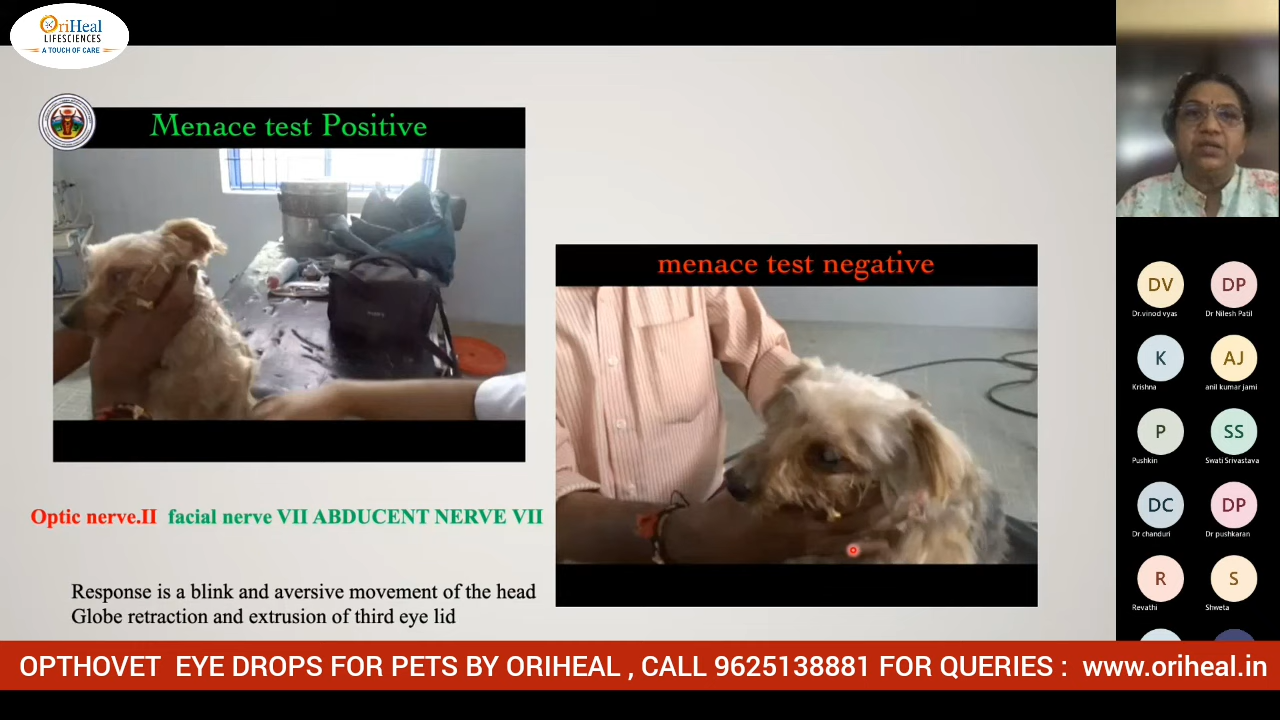 OriHeal
LIFESCIENCES
A TOUCH OF CARE
Menace test Positive
menace test negative
Optic nerve.II facial nerve VII ABDUCENT NERVE VII
Response is a blink and aversive movement of the head
Globe retraction and extrusion of third eye lid
DV
Dr.vinod vyas
DP
Dr Nilesh Patil
K
Krishna
AJ
anil kumar jami
P
Pushkin
SS
Swati Srivastava
DC
Dr chanduri
DP
Dr pushkaran
R
Revathi
S
Shweta
OPTHOVET EYE DROPS FOR PETS BY ORIHEAL , CALL 9625138881 FOR QUERIES : www.oriheal.in